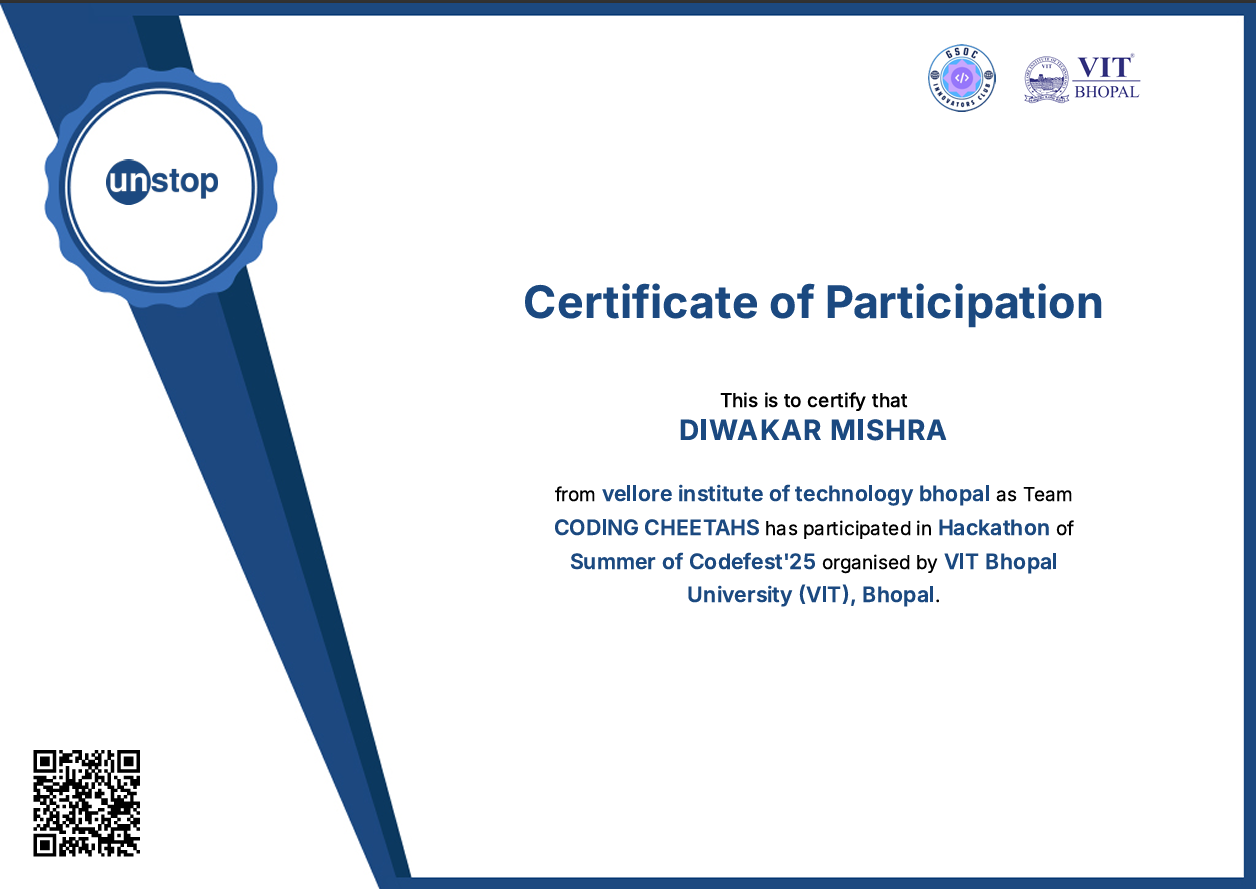 GSOC
INNOVATORS CLUB
VIT
VIT
BHOPAL
unstop
Certificate of Participation
This is to certify that
DIWAKAR MISHRA
from vellore institute of technology bhopal as Team
CODING CHEETAHS has participated in Hackathon of
Summer of Codefest'25 organised by VIT Bhopal
University (VIT), Bhopal.